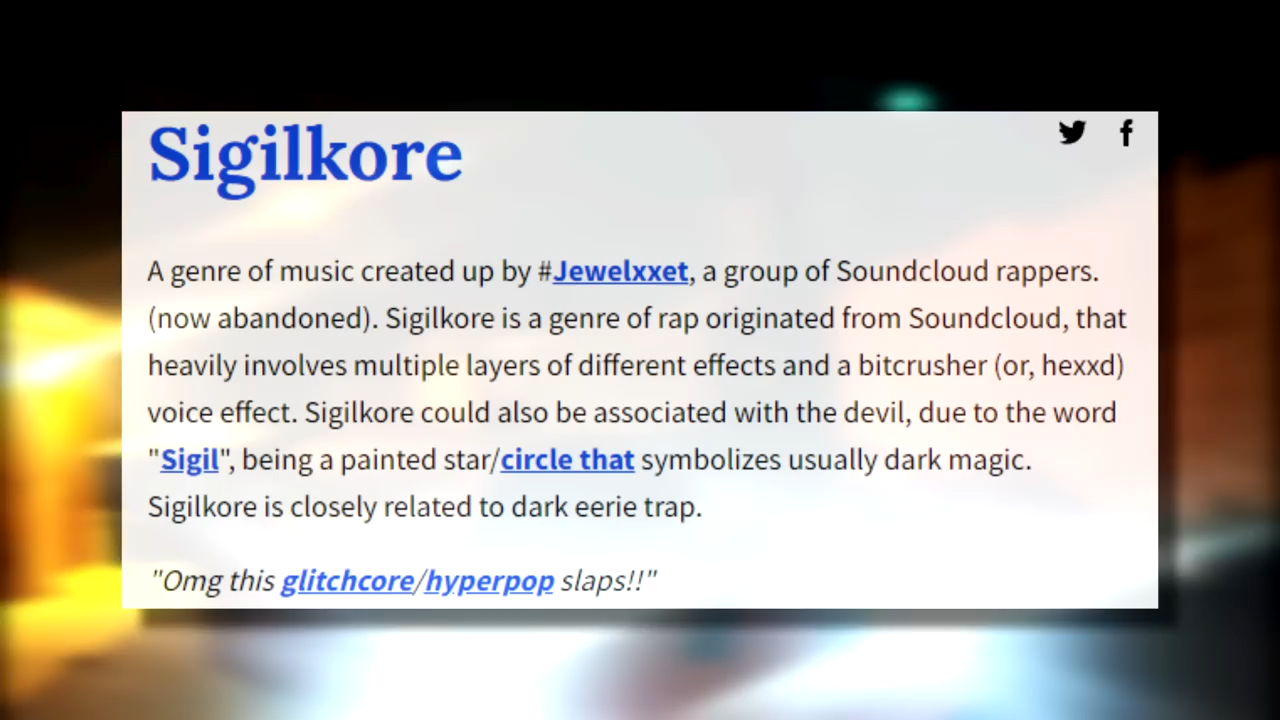 Sigilkore
A genre of music created up by #Jewelxxet, a group of Soundcloud rappers.
(now abandoned). Sigilkore is a genre of rap originated from Soundcloud, that
heavily involves multiple layers of different effects and a bitcrusher (or, hexxd)
voice effect. Sigilkore could also be associated with the devil, due to the word
"Sigil", being a painted star/circle that symbolizes usually dark magic.
Sigilkore is closely related to dark eerie trap.
"Omg this glitchcore/hyperpop slaps!!"